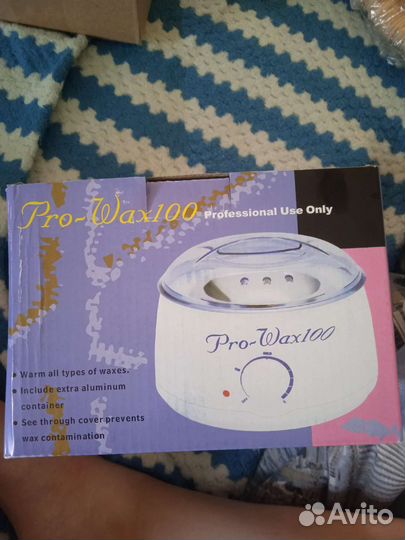 Pro-Wax100 Professional Use Only
Pro-Wax100
• Warm all types of waxes.
• Include extra aluminum
container
• See through cover prevents
wax contamination
Avito